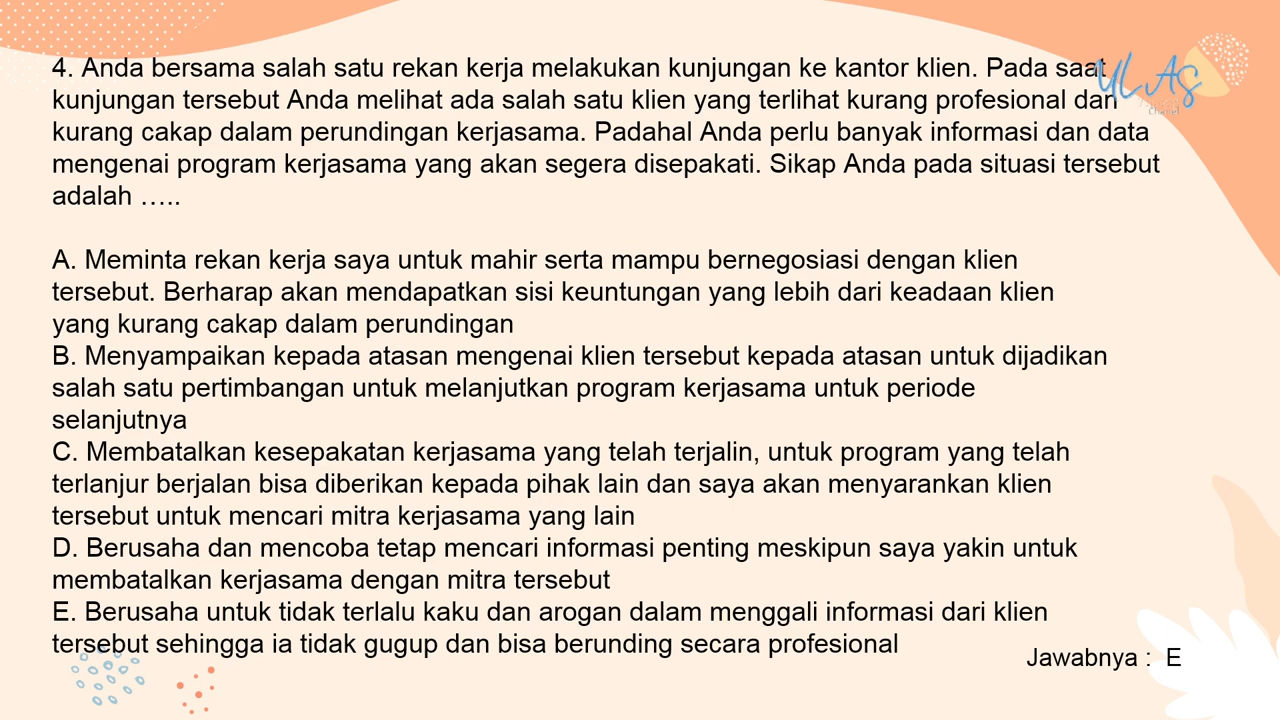 4. Anda bersama salah satu rekan kerja melakukan kunjungan ke kantor klien. Pada saat
kunjungan tersebut Anda melihat ada salah satu klien yang terlihat kurang profesional dan
kurang cakap dalam perundingan kerjasama. Padahal Anda perlu banyak informasi dan data
mengenai program kerjasama yang akan segera disepakati. Sikap Anda pada situasi tersebut
adalah …..
A. Meminta rekan kerja saya untuk mahir serta mampu bernegosiasi dengan klien
tersebut. Berharap akan mendapatkan sisi keuntungan yang lebih dari keadaan klien
yang kurang cakap dalam perundingan
B. Menyampaikan kepada atasan mengenai klien tersebut kepada atasan untuk dijadikan
salah satu pertimbangan untuk melanjutkan program kerjasama untuk periode
selanjutnya
C. Membatalkan kesepakatan kerjasama yang telah terjalin, untuk program yang telah
terlanjur berjalan bisa diberikan kepada pihak lain dan saya akan menyarankan klien
tersebut untuk mencari mitra kerjasama yang lain
D. Berusaha dan mencoba tetap mencari informasi penting meskipun saya yakin untuk
membatalkan kerjasama dengan mitra tersebut
E. Berusaha untuk tidak terlalu kaku dan arogan dalam menggali informasi dari klien
tersebut sehingga ia tidak gugup dan bisa berunding secara profesional
Jawabnya : E
ULAS
Chanel